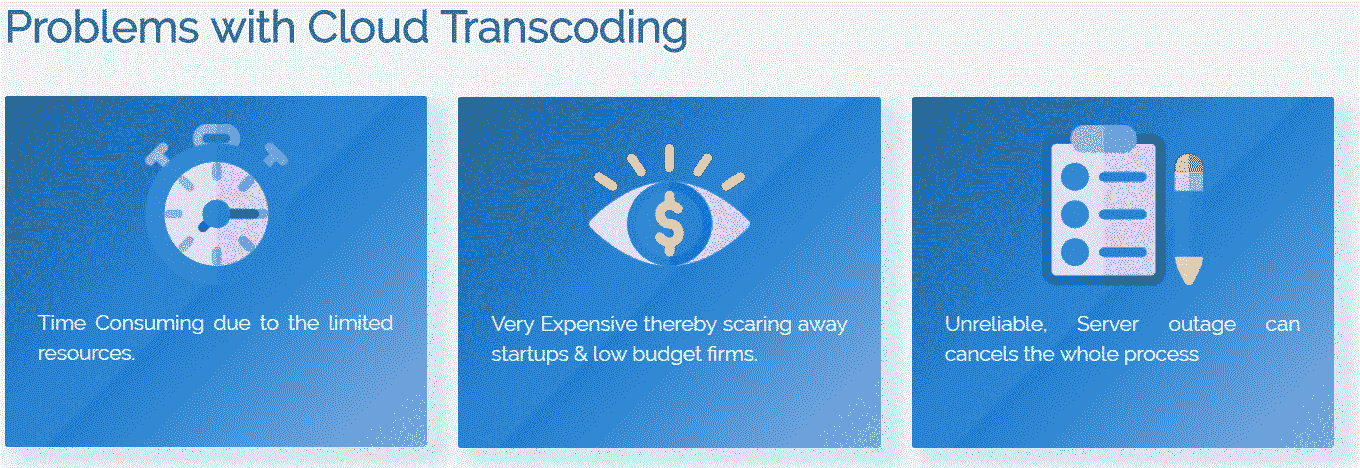 Problems with Cloud Transcoding
Time Consuming due to the limited
resources.
Very Expensive thereby scaring away
startups & low budget firms.
Unreliable, Server outage can
cancels the whole process